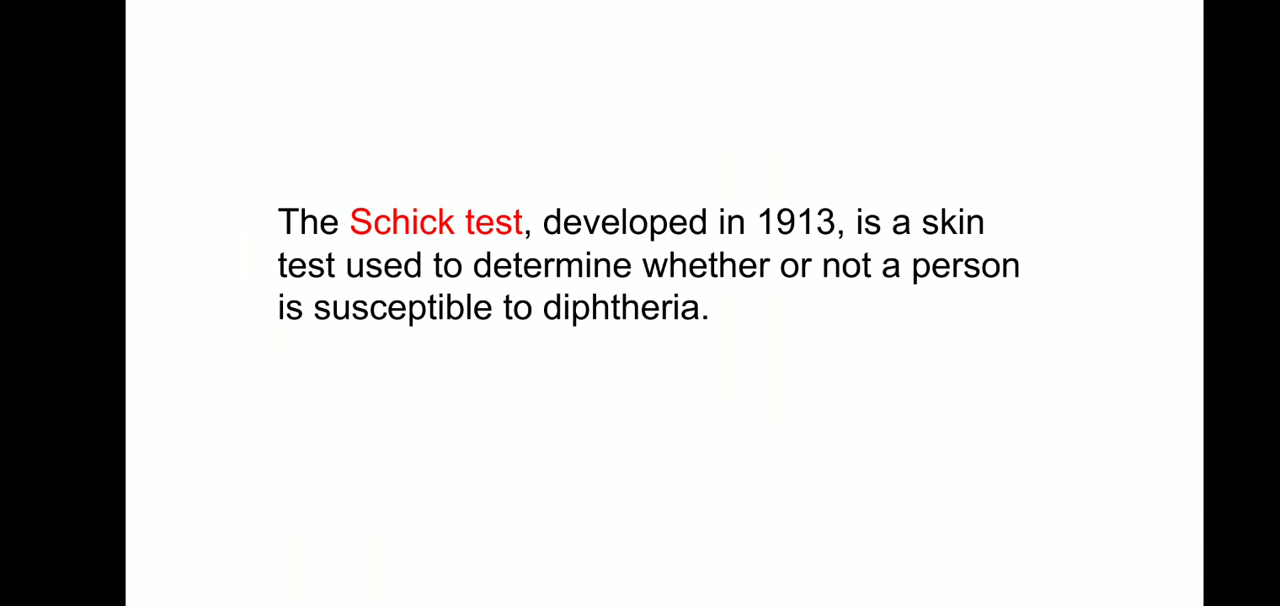 The Schick test, developed in 1913, is a skin
test used to determine whether or not a person
is susceptible to diphtheria.